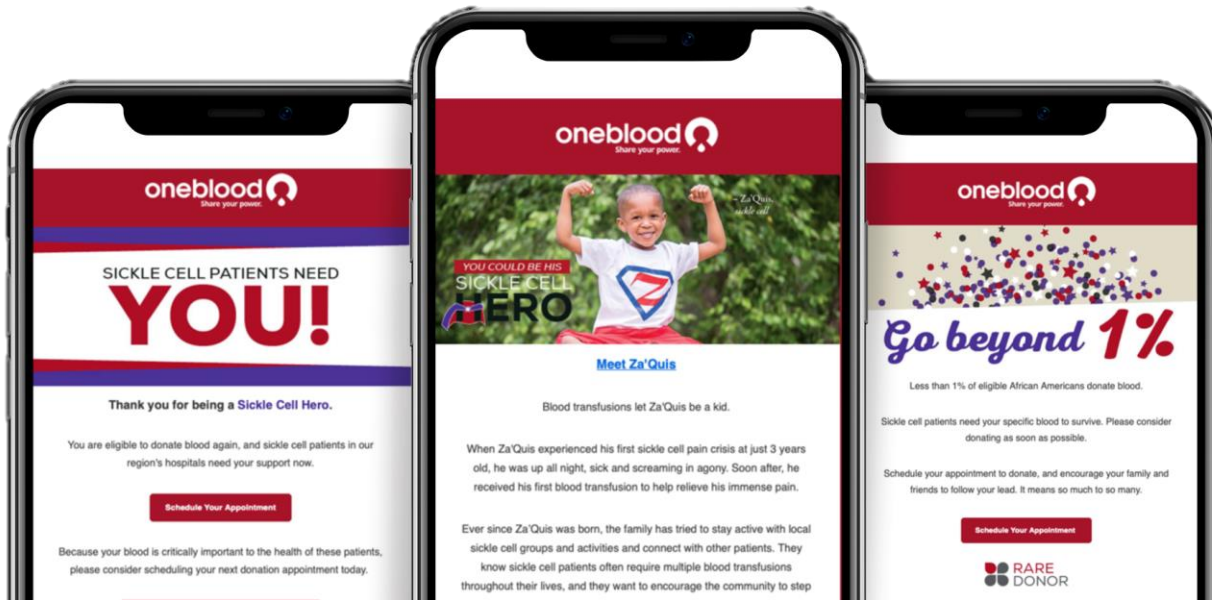 oneblood
Share your power.
SICKLE CELL PATIENTS NEED
YOU!
Thank you for being a Sickle Cell Hero.
You are eligible to donate blood again, and sickle cell patients in our
region's hospitals need your support now.
Schedule Your Appointment
Because your blood is critically important to the health of these patients,
please consider scheduling your next donation appointment today.
oneblood
Share your power.
– Za'Quis,
sickle cell
YOU COULD BE HIS
SICKLE CELL
HERO
Z
Meet Za'Quis
Blood transfusions let Za'Quis be a kid.
When Za'Quis experienced his first sickle cell pain crisis at just 3 years
old, he was up all night, sick and screaming in agony. Soon after, he
received his first blood transfusion to help relieve his immense pain.
Ever since Za'Quis was born, the family has tried to stay active with local
sickle cell groups and activities and connect with other patients. They
know sickle cell patients often require multiple blood transfusions
throughout their lives, and they want to encourage the community to step
oneblood
Share your power.
Go beyond 1%
Less than 1% of eligible African Americans donate blood.
Sickle cell patients need your specific blood to survive. Please consider
donating as soon as possible.
Schedule your appointment to donate, and encourage your family and
friends to follow your lead. It means so much to so many.
Schedule Your Appointment
RARE
DONOR